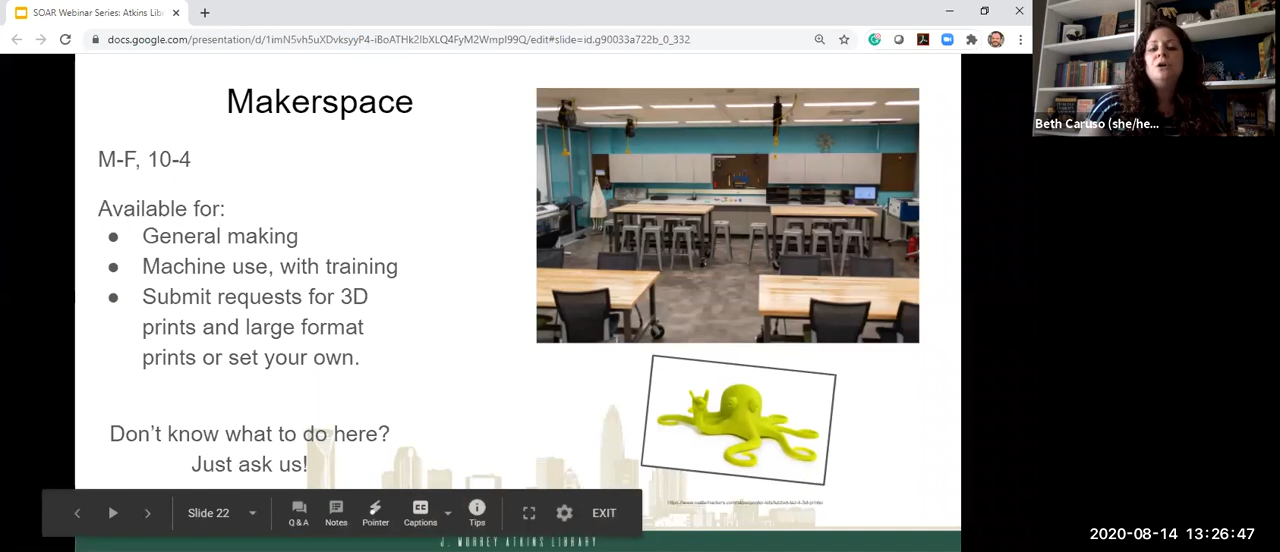 SOAR Webinar Series: Atkins Lib
docs.google.com/presentation/d/1imN5vh5uXDvksyyP4-iBoATHk2lbXLQ4FyM2WmpI99Q/edit#slide=id.g90033a722b_0_332
Beth Caruso (she/he...
Makerspace
M-F, 10-4
Available for:
● General making
● Machine use, with training
● Submit requests for 3D
prints and large format
prints or set your own.
Don't know what to do here?
Just ask us!
Slide 22
Q & A
Notes
Pointer
Captions
Tips
EXIT
J. MURREY ATKINS LIBRARY
2020-08-14 13:26:47